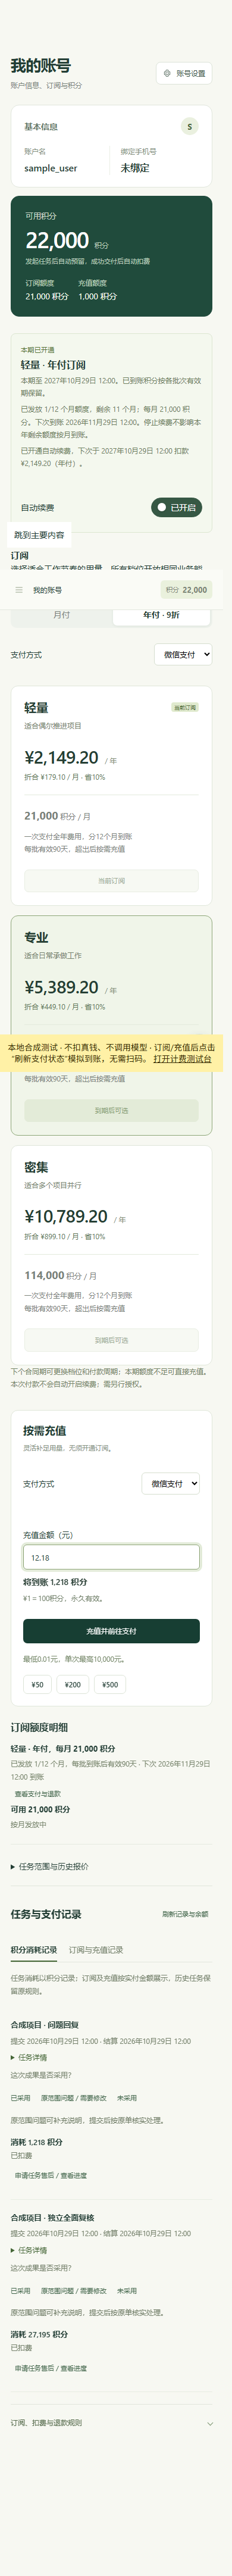 我的账号
账户信息、订阅与积分
账号设置
基本信息
S
账户名
绑定手机号
sample_user
未绑定
可用积分
22,000 积分
发起任务后自动预留，成功交付后自动扣费
订阅额度
充值额度
21,000 积分
1,000 积分
本期已开通
轻量 · 年付订阅
本期至 2027年10月29日 12:00。已到账积分按各批次有效
期保留。
已发放 1/12 个月额度，剩余 11 个月；每月 21,000 积
分。下次到账 2026年11月29日 12:00。停止续费不影响本
年剩余额度按月到账。
已开通自动续费，下次于 2027年10月29日 12:00 扣款
¥2,149.20（年付）。
自动续费
已开启
跳到主要内容
订阅
我的账号
积分 22,000
月付
年付 · 9折
支付方式
微信支付
轻量
当前订阅
适合偶尔推进项目
¥2,149.20 / 年
折合 ¥179.10 / 月 · 省10%
21,000 积分 / 月
一次支付全年费用，分12个月到账
每批有效90天，超出后按需充值
当前订阅
专业
适合日常承做工作
¥5,389.20 / 年
折合 ¥449.10 / 月 · 省10%
本地合成测试 · 不扣真钱、不调用模型 · 订阅/充值后点击
“刷新支付状态”模拟到账，无需扫码。 打开计费测试台
每批有效90天，超出后按需充值
到期后可选
密集
适合多个项目并行
¥10,789.20 / 年
折合 ¥899.10 / 月 · 省10%
114,000 积分 / 月
一次支付全年费用，分12个月到账
每批有效90天，超出后按需充值
到期后可选
下个合同期可更换档位和付款周期；本期额度不足可直接充值。
本次付款不会自动开启续费；需另行授权。
按需充值
灵活补足用量，无须开通订阅。
支付方式
微信支付
充值金额（元）
12.18
将到账 1,218 积分
¥1 = 100积分，永久有效。
充值并前往支付
最低0.01元，单次最高10,000元。
¥50
¥200
¥500
订阅额度明细
轻量 · 年付，每月 21,000 积分
已发放 1/12 个月，每批到账后有效90天 · 下次 2026年11月29日
12:00 到账
查看支付与退款
可用 21,000 积分
按月发放中
任务范围与历史报价
任务与支付记录
刷新记录与余额
积分消耗记录
订阅与充值记录
任务消耗以积分记录；订阅及充值按实付金额展示，历史任务保
留原规则。
合成项目 · 问题回复
提交 2026年10月29日 12:00 · 结算 2026年10月29日 12:00
任务详情
这次成果是否采用？
已采用
原范围问题 / 需要修改
未采用
原范围问题可补充说明，提交后按原单核实处理。
消耗 1,218 积分
已扣费
申请任务售后 / 查看进度
合成项目 · 独立全面复核
提交 2026年10月29日 12:00 · 结算 2026年10月29日 12:00
任务详情
这次成果是否采用？
已采用
原范围问题 / 需要修改
未采用
原范围问题可补充说明，提交后按原单核实处理。
消耗 27,195 积分
已扣费
申请任务售后 / 查看进度
订阅、扣费与退款规则